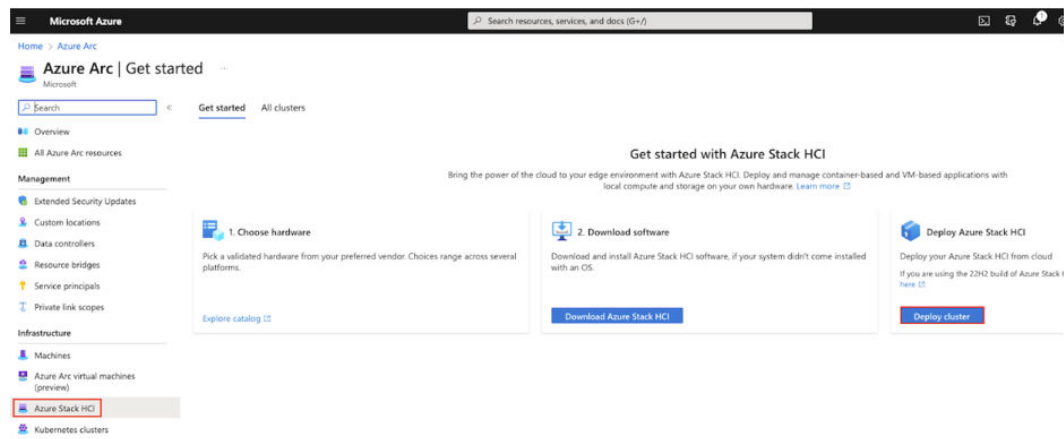 Microsoft Azure
Search resources, services, and docs (G+/)
Home > Azure Arc
Azure Arc | Get started ...
Microsoft
Search
«
Get started All clusters
Overview
All Azure Arc resources
Management
Extended Security Updates
Custom locations
Data controllers
Resource bridges
Service principals
Private link scopes
Infrastructure
Machines
Azure Arc virtual machines
(preview)
Azure Stack HCI
Kubernetes clusters
Get started with Azure Stack HCI
Bring the power of the cloud to your edge environment with Azure Stack HCI. Deploy and manage container-based and VM-based applications with
local compute and storage on your own hardware. Learn more
1. Choose hardware
Pick a validated hardware from your preferred vendor. Choices range across several
platforms.
Explore catalog
2. Download software
Download and install Azure Stack HCI software, if your system didn't come installed
with an OS.
Download Azure Stack HCI
Deploy Azure Stack HCI
Deploy your Azure Stack HCI from cloud
If you are using the 22H2 build of Azure Stack
here
Deploy cluster